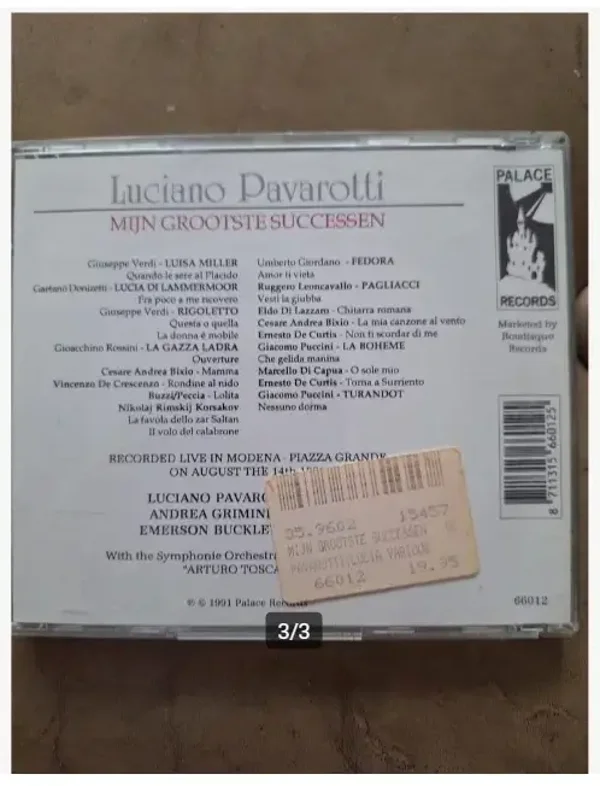 Luciano Pavarotti
MIJN GROOTSTE SUCCESSEN
Giuseppe Verdi - LUISA MILLER
Quando le sere al Placido
Gaetano Donizetti - LUCIA DI LAMMERMOOR
Fra poco a me ricovero
Giuseppe Verdi - RIGOLETTO
Questa o quella
La donna è mobile
Gioacchino Rossini - LA GAZZA LADRA
Ouverture
Cesare Andrea Bixio - Mamma
Vincenzo De Crescenzo - Rondine al nido
Buzzi/Peccia - Lolita
Nikolaj Rimskij Korsakov
La favola dello zar Saltan
Il volo del calabrone
Umberto Giordano - FEDORA
Amor ti vieta
Ruggero Leoncavallo - PAGLIACCI
Vesti la giubba
Eldo Di Lazzam - Chitarra romana
Cesare Andrea Bixio - La mia canzone al vento
Ernesto De Curtis - Non ti scordar di me
Giacomo Puccini - LA BOHEME
Che gelida manina
Marcello Di Capua - O sole mio
Ernesto De Curtis - Torna a Surriento
Giacomo Puccini - TURANDOT
Nessuno dorma
PALACE
RECORDS
Marketed by
Boudisque
Records
8 711315 660125
RECORDED LIVE IN MODENA - PIAZZA GRANDE
ON AUGUST THE 14th
LUCIANO PAVARO
ANDREA GRIMIN
EMERSON BUCKLE
With the Symphonie Orchestra
"ARTURO TOSCA
35.9602 15457
MIJN GROOTSTE SUCCESSEN
PAVAROTTI/LUCIA VARIOUN
66012 19.95
℗ © 1991 Palace Records
66012
3/3